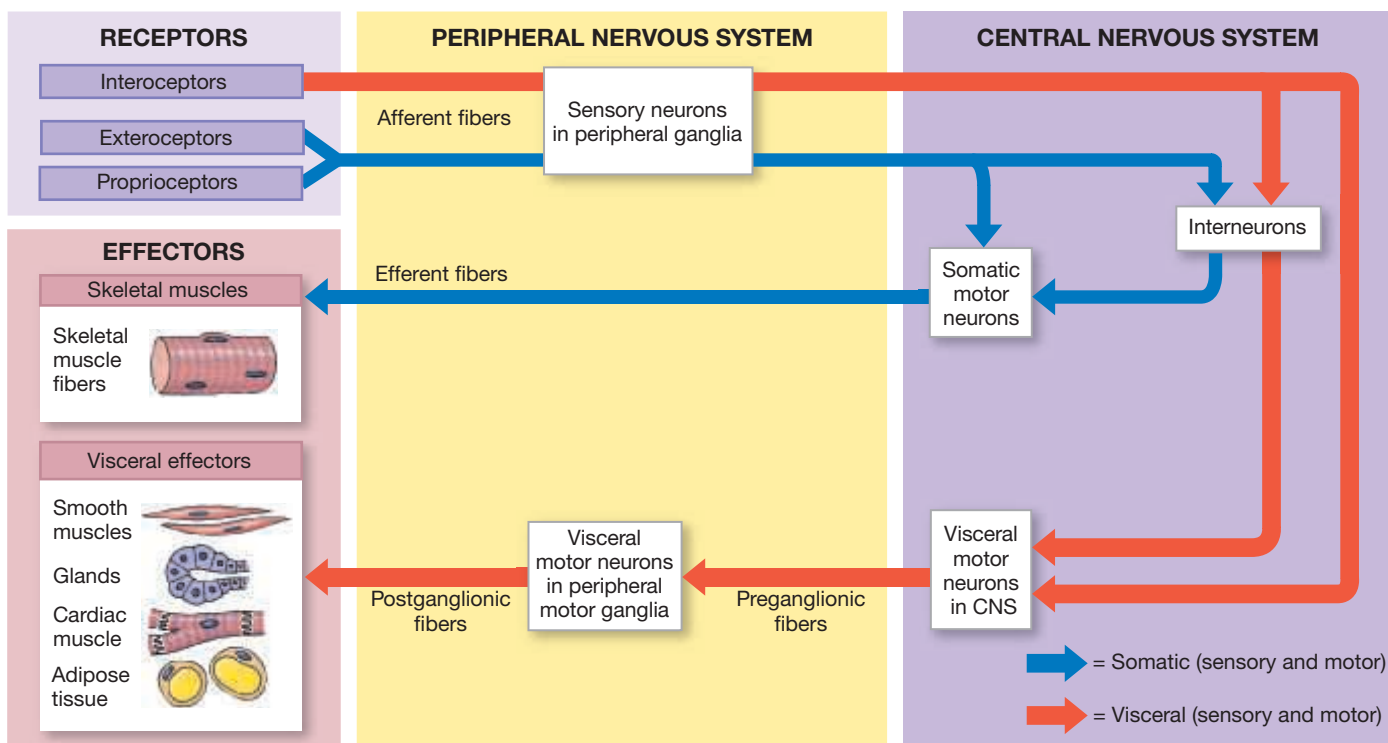 RECEPTORS
Interoceptors
Exteroceptors
Proprioceptors
PERIPHERAL NERVOUS SYSTEM
Afferent fibers
Sensory neurons
in peripheral ganglia
CENTRAL NERVOUS SYSTEM
Interneurons
Somatic
motor
neurons
Efferent fibers
EFFECTORS
Skeletal muscles
Skeletal
muscle
fibers
Visceral effectors
Smooth
muscles
Glands
Cardiac
muscle
Adipose
tissue
Postganglionic
fibers
Visceral
motor neurons
in peripheral
motor ganglia
Preganglionic
fibers
Visceral
motor
neurons
in CNS
= Somatic (sensory and motor)
= Visceral (sensory and motor)